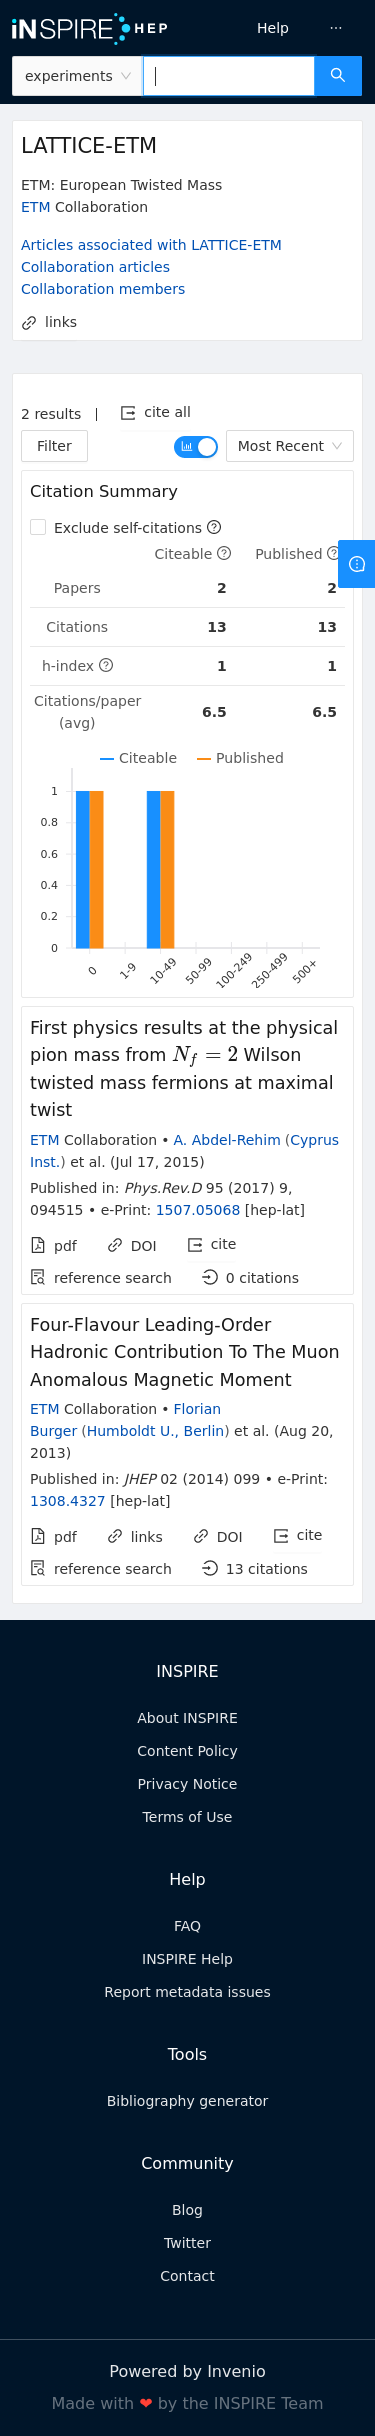 iNSPIRE HEP
Help
···
experiments
LATTICE-ETM
ETM: European Twisted Mass
ETM Collaboration
Articles associated with LATTICE-ETM
Collaboration articles
Collaboration members
links
2 results | cite all
Filter
Most Recent
Citation Summary
Exclude self-citations
Citeable Published
Papers 2 2
Citations 13 13
h-index 1 1
Citations/paper (avg) 6.5 6.5
Citeable Published
1
0.8
0.6
0.4
0.2
0
0 1-9 10-49 50-99 100-249 250-499 500+
First physics results at the physical
pion mass from N_f = 2 Wilson
twisted mass fermions at maximal
twist
ETM Collaboration • A. Abdel-Rehim (Cyprus
Inst.) et al. (Jul 17, 2015)
Published in: Phys.Rev.D 95 (2017) 9,
094515 • e-Print: 1507.05068 [hep-lat]
pdf DOI cite
reference search 0 citations
Four-Flavour Leading-Order
Hadronic Contribution To The Muon
Anomalous Magnetic Moment
ETM Collaboration • Florian
Burger (Humboldt U., Berlin) et al. (Aug 20,
2013)
Published in: JHEP 02 (2014) 099 • e-Print:
1308.4327 [hep-lat]
pdf links DOI cite
reference search 13 citations
INSPIRE
About INSPIRE
Content Policy
Privacy Notice
Terms of Use
Help
FAQ
INSPIRE Help
Report metadata issues
Tools
Bibliography generator
Community
Blog
Twitter
Contact
Powered by Invenio
Made with ❤ by the INSPIRE Team